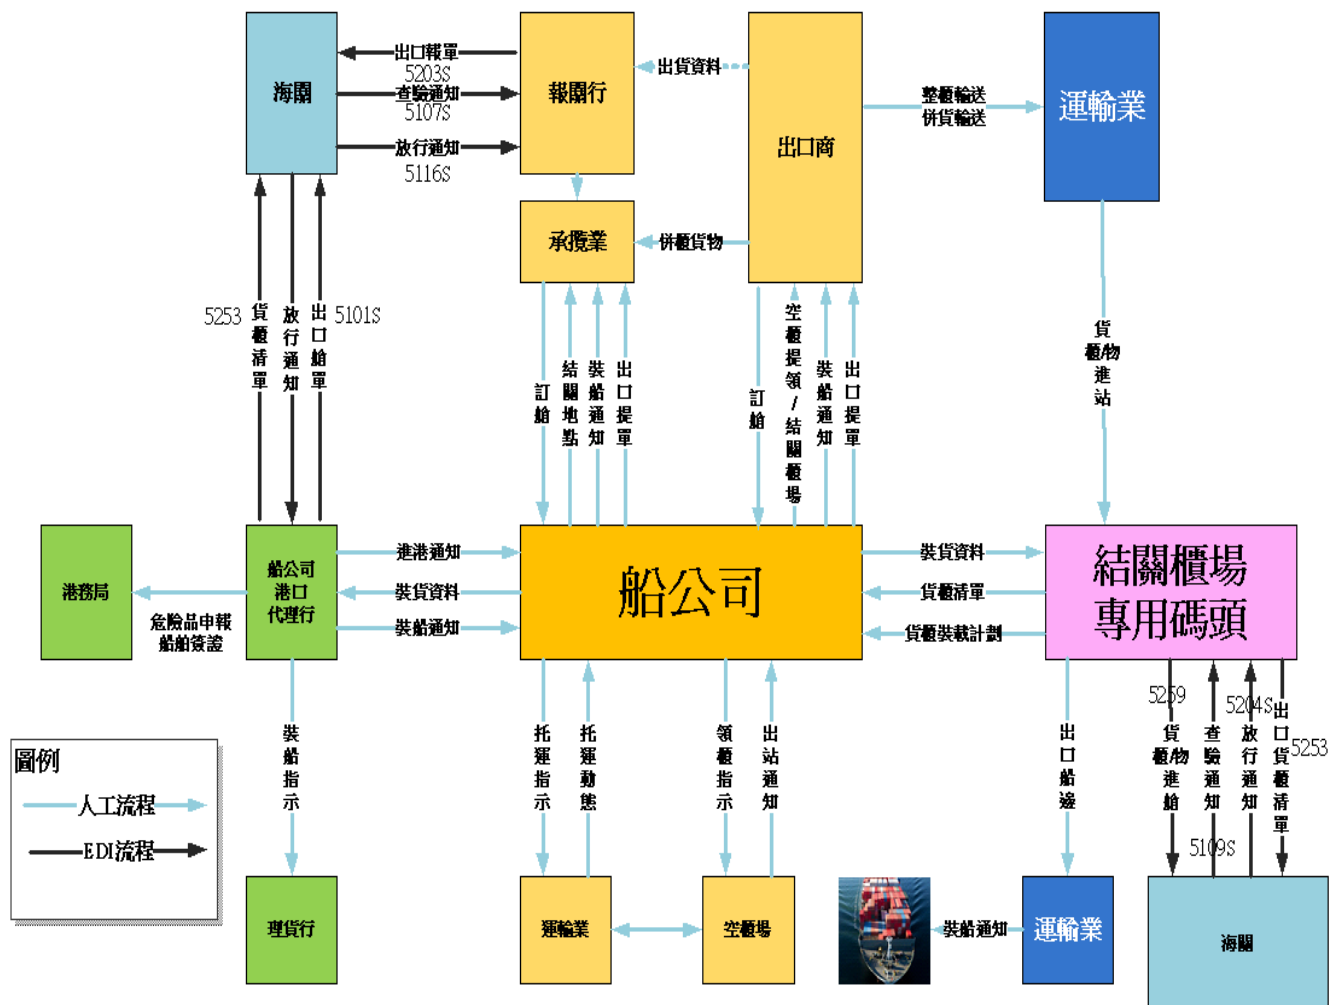 海關
出口報單
5203S
查驗通知
5107S
放行通知
5116S
報關行
出貨資料
出口商
整櫃輸送
併貨輸送
運輸業
承攬業
併櫃貨物
5253
貨櫃清單
放行通知
出口艙單
5101S
訂艙
結關地點
裝船通知
出口提單
訂艙
空櫃提領/結關櫃場
裝船通知
出口提單
貨櫃/物進站
港務局
危險品申報
船舶簽證
船公司
港口
代理行
進港通知
裝貨資料
裝船通知
船公司
裝貨資料
貨櫃清單
貨櫃裝載計劃
結關櫃場
專用碼頭
圖例
人工流程
EDI流程
裝船指示
托運指示
托運動態
領櫃指示
出站通知
出口船邊
5259
貨櫃/物進艙
查驗通知
5109S
5204S
放行通知
出口貨櫃清單
5253
理貨行
運輸業
空櫃場
裝船通知
運輸業
海關